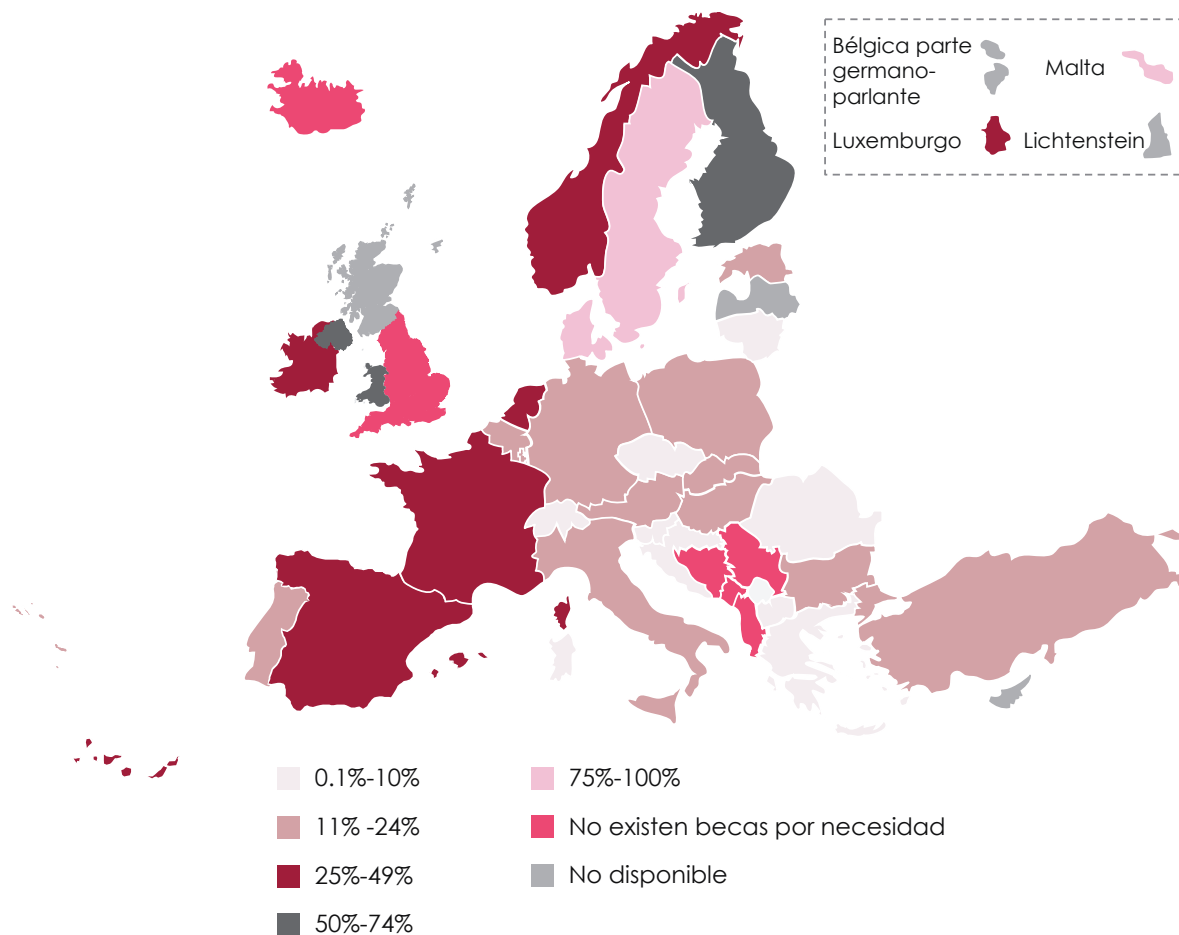 Bélgica parte
germano-
parlante
Malta
Luxemburgo
Lichtenstein
0.1%-10%
11% -24%
25%-49%
50%-74%
75%-100%
No existen becas por necesidad
No disponible